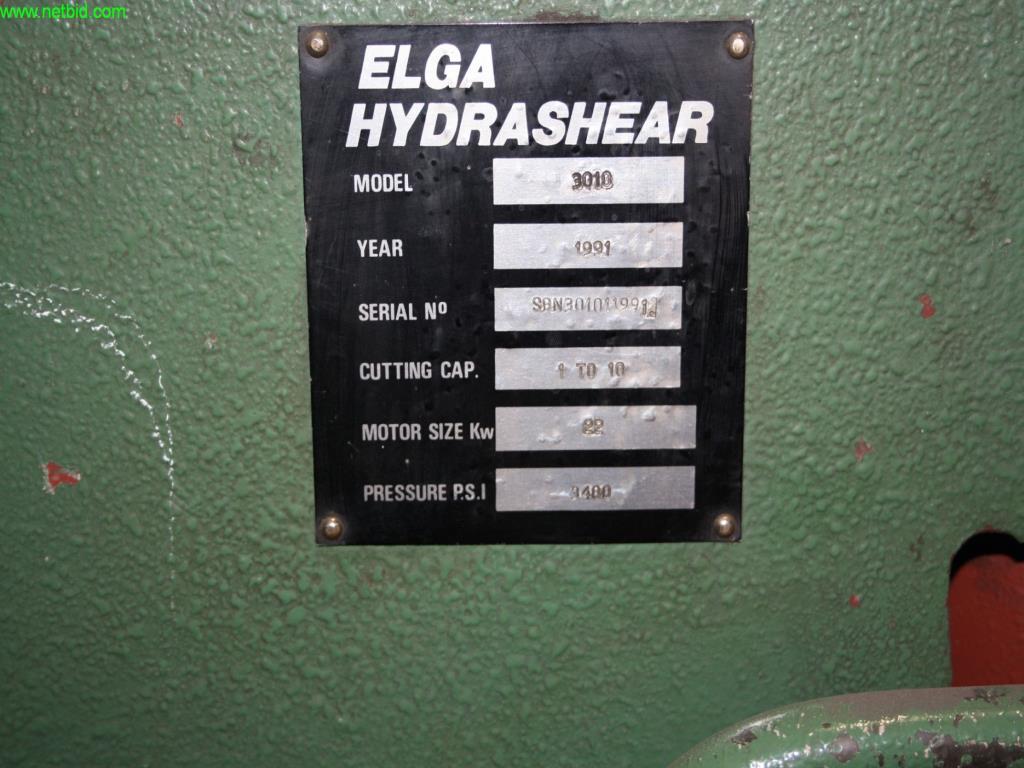 www.netbid.com
ELGA
HYDRASHEAR
MODEL 3010
YEAR 1991
SERIAL Nº
CUTTING CAP. 1 TO 10
MOTOR SIZE Kw 22
PRESSURE P.S.I 3400